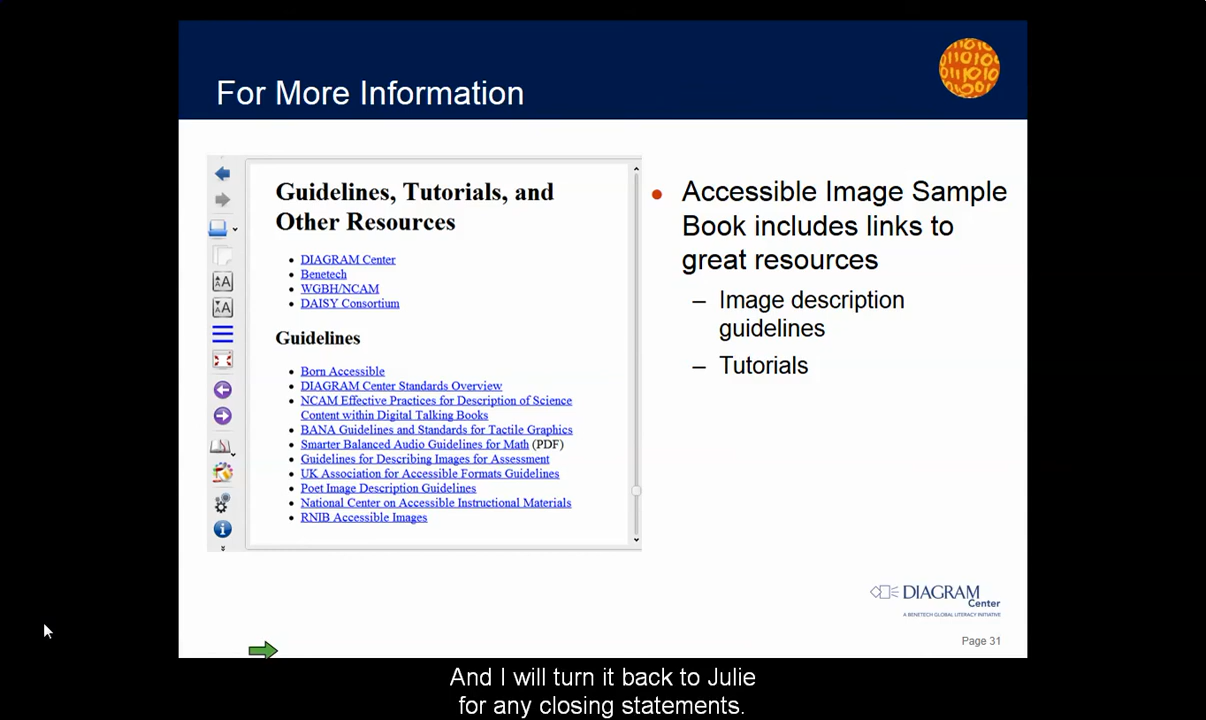 For More Information
Guidelines, Tutorials, and
Other Resources
DIAGRAM Center
Benetech
WGBH/NCAM
DAISY Consortium
Guidelines
Born Accessible
DIAGRAM Center Standards Overview
NCAM Effective Practices for Description of Science
Content within Digital Talking Books
BANA Guidelines and Standards for Tactile Graphics
Smarter Balanced Audio Guidelines for Math (PDF)
Guidelines for Describing Images for Assessment
UK Association for Accessible Formats Guidelines
Poet Image Description Guidelines
National Center on Accessible Instructional Materials
RNIB Accessible Images
Accessible Image Sample
Book includes links to
great resources
– Image description
guidelines
– Tutorials
DIAGRAM
Center
A BENETECH GLOBAL LITERACY INITIATIVE
Page 31
And I will turn it back to Julie
for any closing statements.